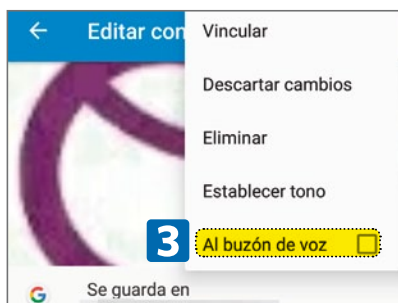 Editar con
Vincular
Descartar cambios
Eliminar
Establecer tono
3
Al buzón de voz
G
Se guarda en